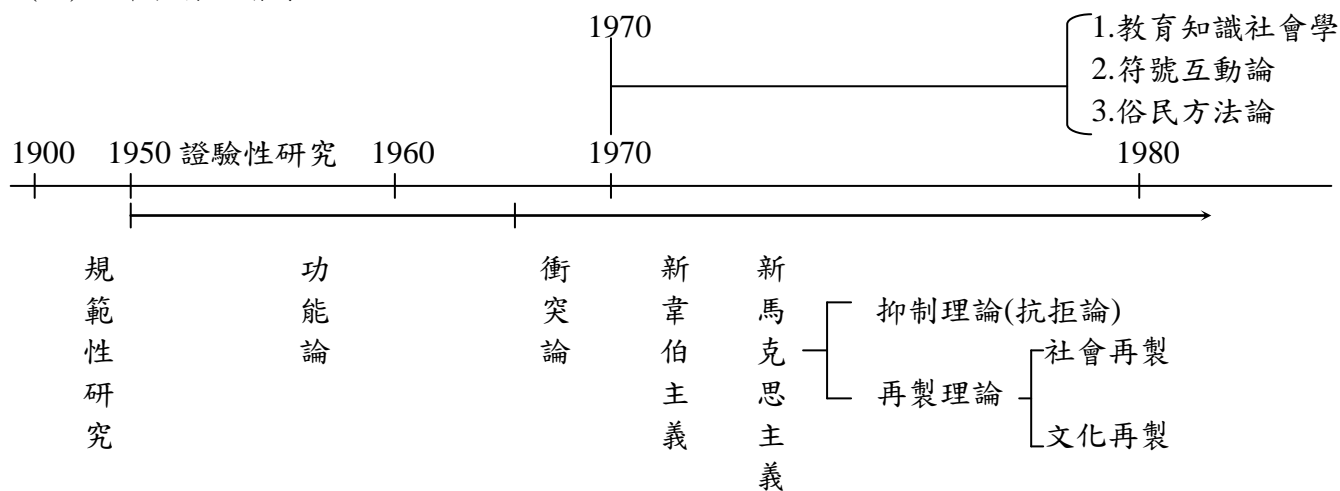 1970
1.教育知識社會學
2.符號互動論
3.俗民方法論
1900 1950 證驗性研究 1960 1970 1980
規範性研究
功能論
衝突論
新韋伯主義
新馬克思主義
抑制理論(抗拒論)
再製理論
社會再製
文化再製